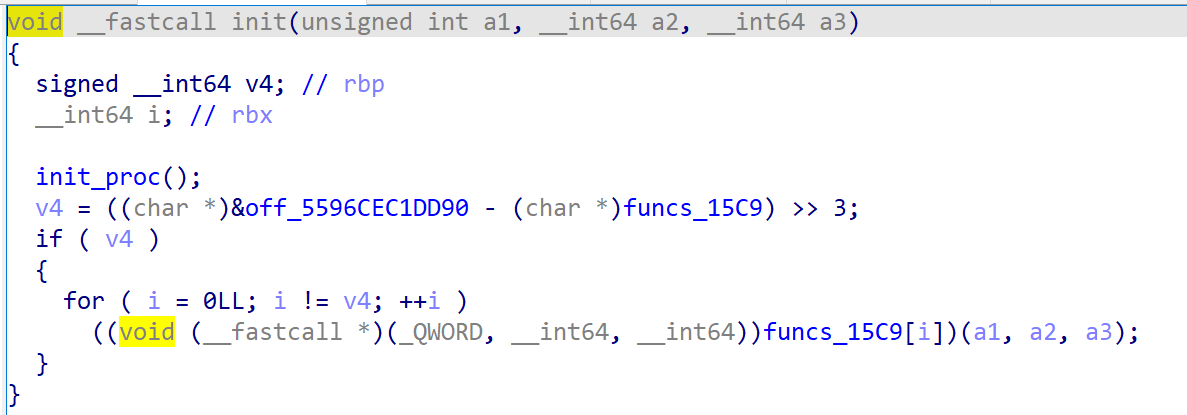 void __fastcall init(unsigned int a1, __int64 a2, __int64 a3)
{
  signed __int64 v4; // rbp
  __int64 i; // rbx

  init_proc();
  v4 = ((char *)&off_5596CEC1DD90 - (char *)funcs_15C9) >> 3;
  if ( v4 )
  {
    for ( i = 0LL; i != v4; ++i )
      ((void (__fastcall *)(_QWORD, __int64, __int64))funcs_15C9[i])(a1, a2, a3);
  }
}